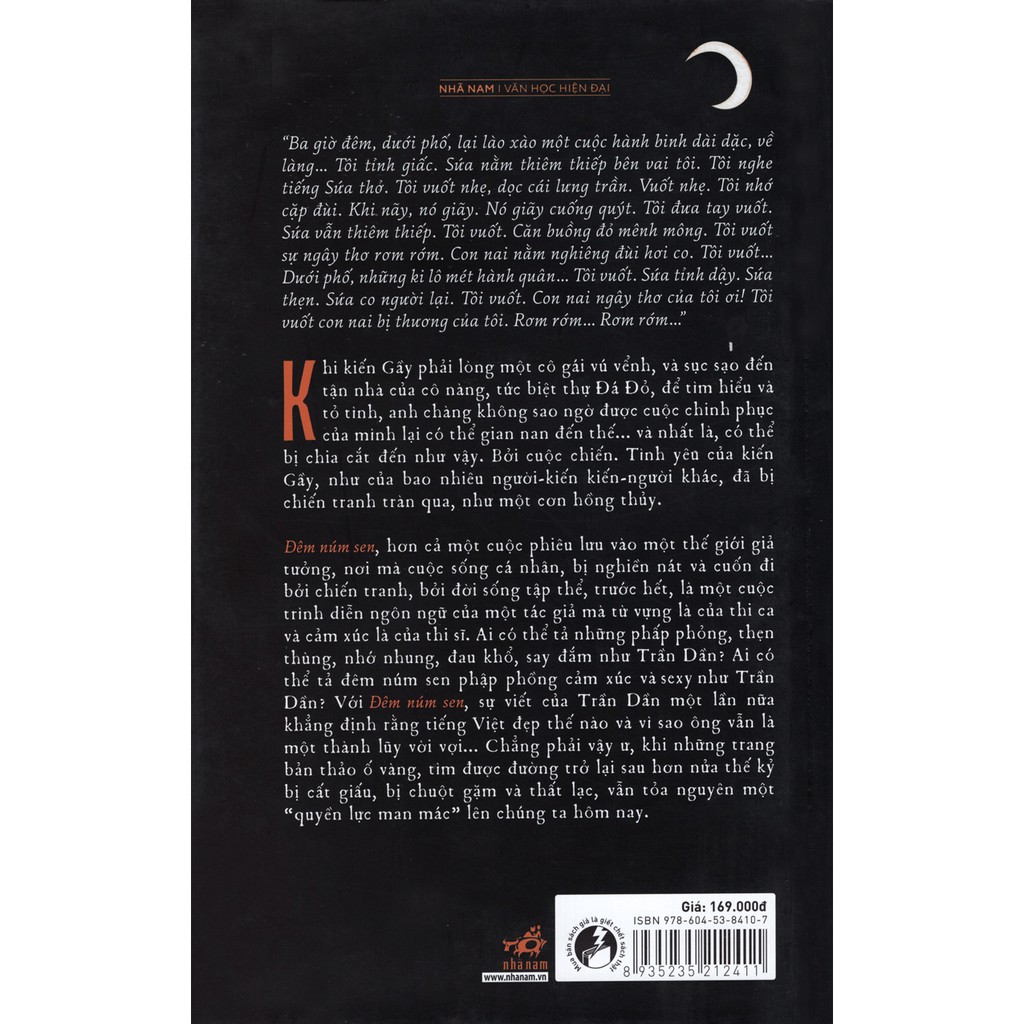 NHÃ NAM | VĂN HỌC HIỆN ĐẠI
“Ba giờ đêm, dưới phố, lại lào xào một cuộc hành binh dài dặc, về
làng... Tôi tỉnh giấc. Sứa nằm thiêm thiếp bên vai tôi. Tôi nghe
tiếng Sứa thở. Tôi vuốt nhẹ, dọc cái lưng trần. Vuốt nhẹ. Tôi nhớ
cặp đùi. Khi nãy, nó giãy. Nó giãy cuống quýt. Tôi đưa tay vuốt.
Sứa vẫn thiêm thiếp. Tôi vuốt. Căn buồng đỏ mênh mông. Tôi vuốt
sự ngây thơ rơm rớm. Con nai nằm nghiêng đùi hơi co. Tôi vuốt...
Dưới phố, những ki lô mét hành quân... Tôi vuốt. Sứa tỉnh dậy. Sứa
thẹn. Sứa co người lại. Tôi vuốt. Con nai ngây thơ của tôi ơi! Tôi
vuốt con nai bị thương của tôi. Rơm rớm... Rơm rớm...”
Khi kiến Gầy phải lòng một cô gái vú vểnh, và sục sạo đến
tận nhà của cô nàng, tức biệt thự Đá Đỏ, để tìm hiểu và
tỏ tình, anh chàng không sao ngờ được cuộc chinh phục
của mình lại có thể gian nan đến thế... và nhất là, có thể
bị chia cắt đến như vậy. Bởi cuộc chiến. Tình yêu của kiến
Gầy, như của bao nhiêu người-kiến kiến-người khác, đã bị
chiến tranh tràn qua, như một cơn hồng thủy.
Đêm núm sen, hơn cả một cuộc phiêu lưu vào một thế giới giả
tưởng, nơi mà cuộc sống cá nhân, bị nghiền nát và cuốn đi
bởi chiến tranh, bởi đời sống tập thể, trước hết, là một cuộc
trình diễn ngôn ngữ của một tác giả mà từ vựng là của thi ca
và cảm xúc là của thi sĩ. Ai có thể tả những phấp phỏng, thẹn
thùng, nhớ nhung, đau khổ, say đắm như Trần Dần? Ai có
thể tả đêm núm sen phập phồng cảm xúc và sexy như Trần
Dần? Với Đêm núm sen, sự viết của Trần Dần một lần nữa
khẳng định rằng tiếng Việt đẹp thế nào và vì sao ông vẫn là
một thành lũy vời vợi... Chẳng phải vậy ư, khi những trang
bản thảo ố vàng, tìm được đường trở lại sau hơn nửa thế kỷ
bị cất giấu, bị chuột gặm và thất lạc, vẫn tỏa nguyên một
“quyền lực man mác” lên chúng ta hôm nay.
nhã nam
www.nhanam.vn
Mua bán sách giả là giết chết sách thật
Giá: 169.000đ
ISBN 978-604-53-8410-7
8 935235 212411